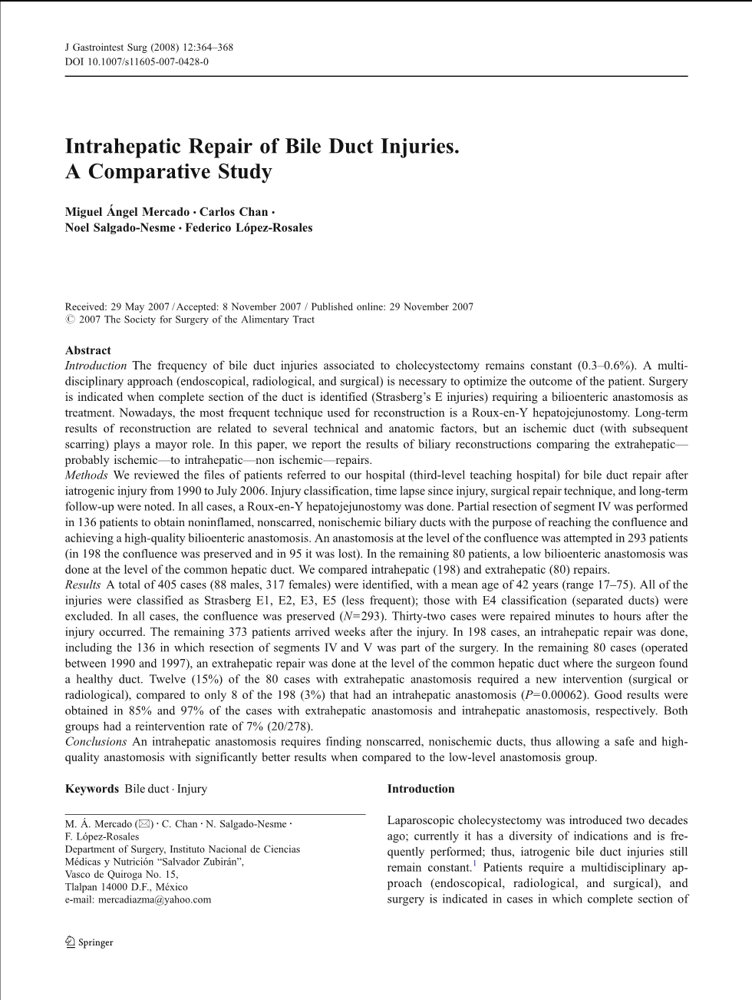 J Gastrointest Surg (2008) 12:364–368
DOI 10.1007/s11605-007-0428-0
Intrahepatic Repair of Bile Duct Injuries.
A Comparative Study
Miguel Ángel Mercado · Carlos Chan ·
Noel Salgado-Nesme · Federico López-Rosales
Received: 29 May 2007 / Accepted: 8 November 2007 / Published online: 29 November 2007
© 2007 The Society for Surgery of the Alimentary Tract
Abstract
Introduction The frequency of bile duct injuries associated to cholecystectomy remains constant (0.3–0.6%). A multi-
disciplinary approach (endoscopical, radiological, and surgical) is necessary to optimize the outcome of the patient. Surgery
is indicated when complete section of the duct is identified (Strasberg's E injuries) requiring a bilioenteric anastomosis as
treatment. Nowadays, the most frequent technique used for reconstruction is a Roux-en-Y hepatojejunostomy. Long-term
results of reconstruction are related to several technical and anatomic factors, but an ischemic duct (with subsequent
scarring) plays a mayor role. In this paper, we report the results of biliary reconstructions comparing the extrahepatic—
probably ischemic—to intrahepatic—non ischemic—repairs.
Methods We reviewed the files of patients referred to our hospital (third-level teaching hospital) for bile duct repair after
iatrogenic injury from 1990 to July 2006. Injury classification, time lapse since injury, surgical repair technique, and long-term
follow-up were noted. In all cases, a Roux-en-Y hepatojejunostomy was done. Partial resection of segment IV was performed
in 136 patients to obtain noninflamed, nonscarred, nonischemic biliary ducts with the purpose of reaching the confluence and
achieving a high-quality bilioenteric anastomosis. An anastomosis at the level of the confluence was attempted in 293 patients
(in 198 the confluence was preserved and in 95 it was lost). In the remaining 80 patients, a low bilioenteric anastomosis was
done at the level of the common hepatic duct. We compared intrahepatic (198) and extrahepatic (80) repairs.
Results A total of 405 cases (88 males, 317 females) were identified, with a mean age of 42 years (range 17–75). All of the
injuries were classified as Strasberg E1, E2, E3, E5 (less frequent); those with E4 classification (separated ducts) were
excluded. In all cases, the confluence was preserved (N=293). Thirty-two cases were repaired minutes to hours after the
injury occurred. The remaining 373 patients arrived weeks after the injury. In 198 cases, an intrahepatic repair was done,
including the 136 in which resection of segments IV and V was part of the surgery. In the remaining 80 cases (operated
between 1990 and 1997), an extrahepatic repair was done at the level of the common hepatic duct where the surgeon found
a healthy duct. Twelve (15%) of the 80 cases with extrahepatic anastomosis required a new intervention (surgical or
radiological), compared to only 8 of the 198 (3%) that had an intrahepatic anastomosis (P=0.00062). Good results were
obtained in 85% and 97% of the cases with extrahepatic anastomosis and intrahepatic anastomosis, respectively. Both
groups had a reintervention rate of 7% (20/278).
Conclusions An intrahepatic anastomosis requires finding nonscarred, nonischemic ducts, thus allowing a safe and high-
quality anastomosis with significantly better results when compared to the low-level anastomosis group.
Keywords Bile duct · Injury
M. Á. Mercado (✉) · C. Chan · N. Salgado-Nesme ·
F. López-Rosales
Department of Surgery, Instituto Nacional de Ciencias
Médicas y Nutrición "Salvador Zubirán",
Vasco de Quiroga No. 15,
Tlalpan 14000 D.F., México
e-mail: mercadiazma@yahoo.com
Introduction
Laparoscopic cholecystectomy was introduced two decades
ago; currently it has a diversity of indications and is fre-
quently performed; thus, iatrogenic bile duct injuries still
remain constant.1 Patients require a multidisciplinary ap-
proach (endoscopical, radiological, and surgical), and
surgery is indicated in cases in which complete section of
Springer